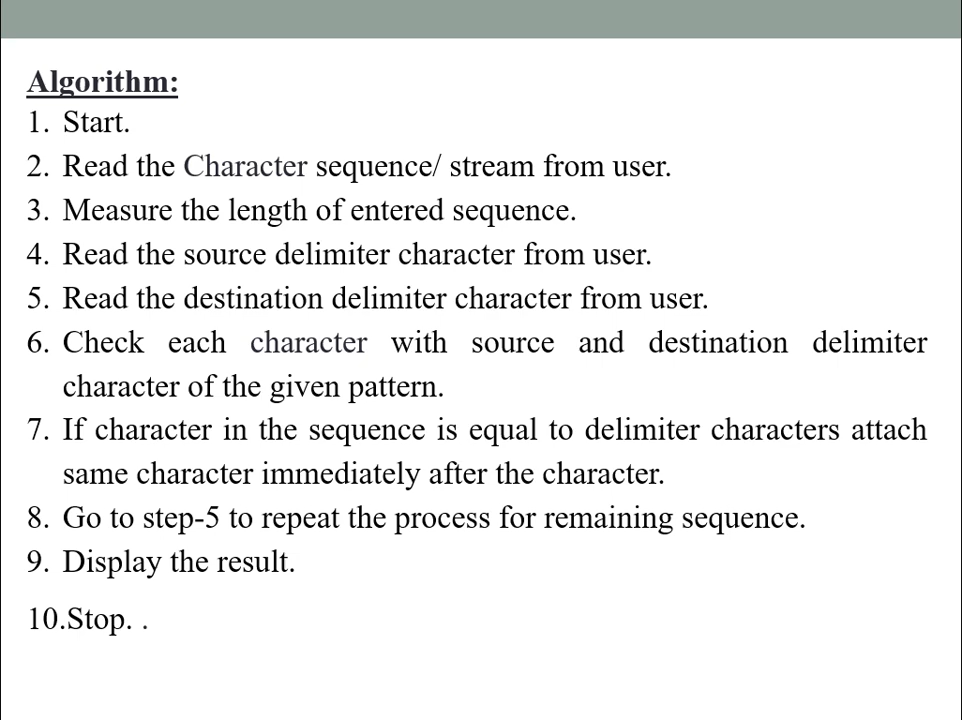 Algorithm:
1. Start.
2. Read the Character sequence/ stream from user.
3. Measure the length of entered sequence.
4. Read the source delimiter character from user.
5. Read the destination delimiter character from user.
6. Check each character with source and destination delimiter
character of the given pattern.
7. If character in the sequence is equal to delimiter characters attach
same character immediately after the character.
8. Go to step-5 to repeat the process for remaining sequence.
9. Display the result.
10.Stop. .